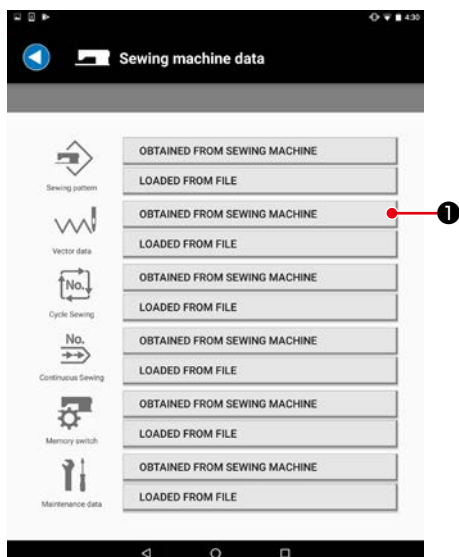 4:30
Sewing machine data
OBTAINED FROM SEWING MACHINE
LOADED FROM FILE
Sewing pattern
OBTAINED FROM SEWING MACHINE
❶
LOADED FROM FILE
Vector data
OBTAINED FROM SEWING MACHINE
No.
LOADED FROM FILE
Cycle Sewing
OBTAINED FROM SEWING MACHINE
No.
LOADED FROM FILE
Continuous Sewing
OBTAINED FROM SEWING MACHINE
LOADED FROM FILE
Memory switch
OBTAINED FROM SEWING MACHINE
LOADED FROM FILE
Maintenance data